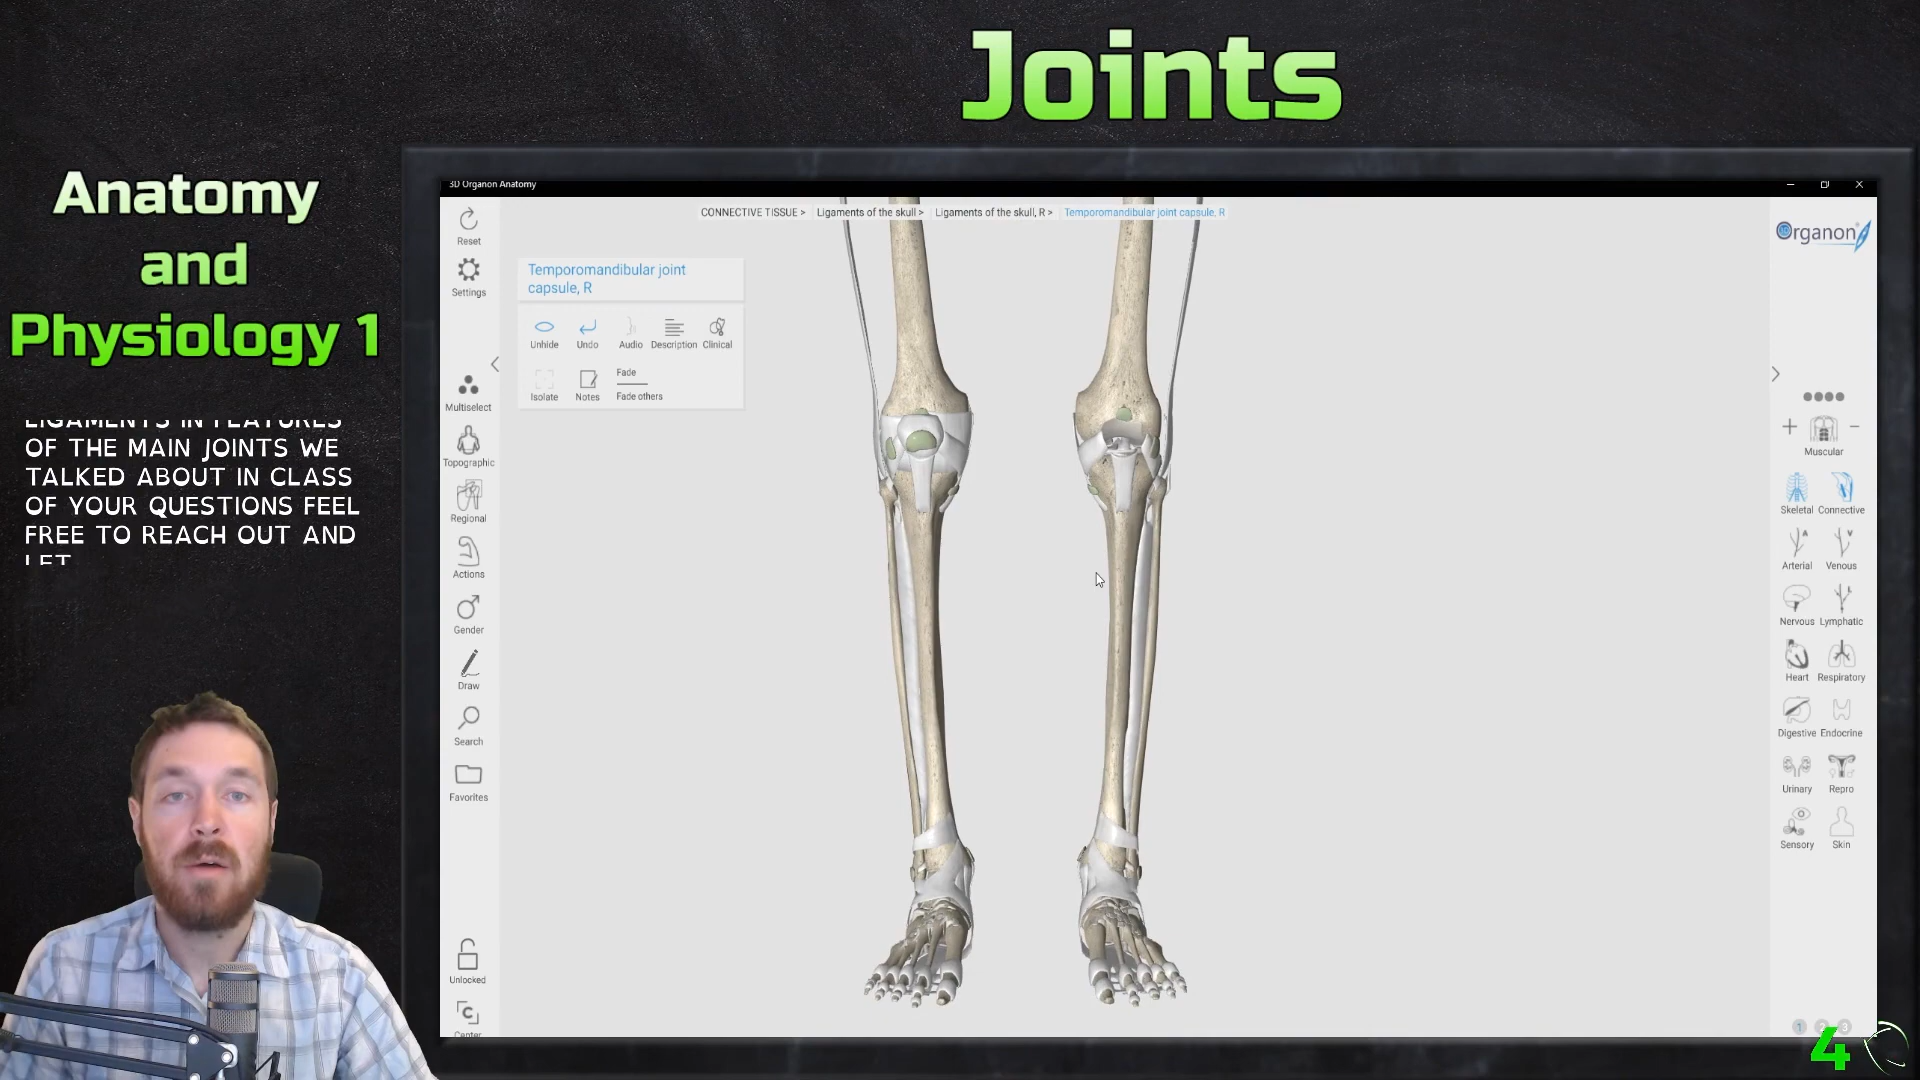 Joints
Anatomy
and
Physiology 1
OF THE MAIN JOINTS WE
TALKED ABOUT IN CLASS
OF YOUR QUESTIONS FEEL
FREE TO REACH OUT AND
LET
3D Organon Anatomy
CONNECTIVE TISSUE > Ligaments of the skull > Ligaments of the skull, R > Temporomandibular joint capsule, R
Reset
Settings
Multiselect
Topographic
Regional
Actions
Gender
Draw
Search
Favorites
Unlocked
Center
Temporomandibular joint
capsule, R
Unhide Undo Audio Description Clinical
Isolate Notes Fade
Fade others
Organon
Muscular
Skeletal Connective
Arterial Venous
Nervous Lymphatic
Heart Respiratory
Digestive Endocrine
Urinary Repro
Sensory Skin
1 2 3
4